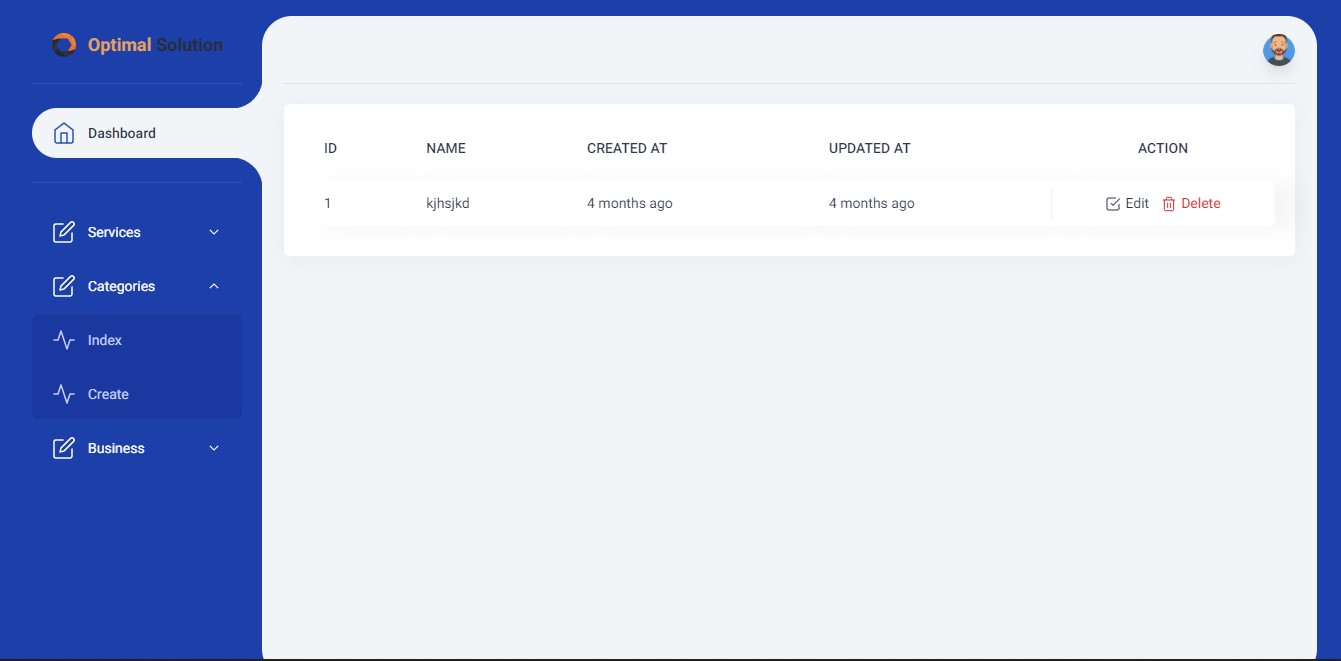 Optimal Solution
Dashboard
Services
Categories
Index
Create
Business
ID NAME CREATED AT UPDATED AT ACTION
1 kjhsjkd 4 months ago 4 months ago Edit Delete